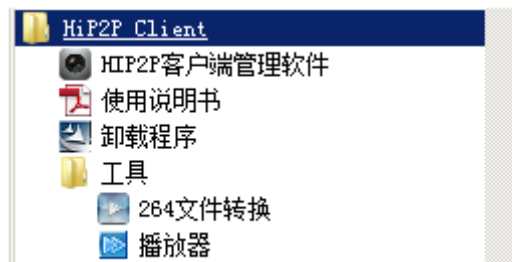 HiP2P Client
HIP2P客户端管理软件
使用说明书
卸载程序
工具
264文件转换
播放器